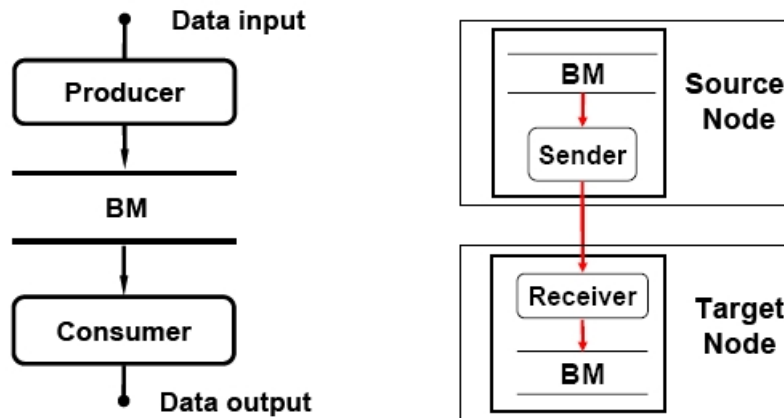 Data input
Producer
BM
Consumer
Data output
BM
Sender
Source
Node
Receiver
BM
Target
Node